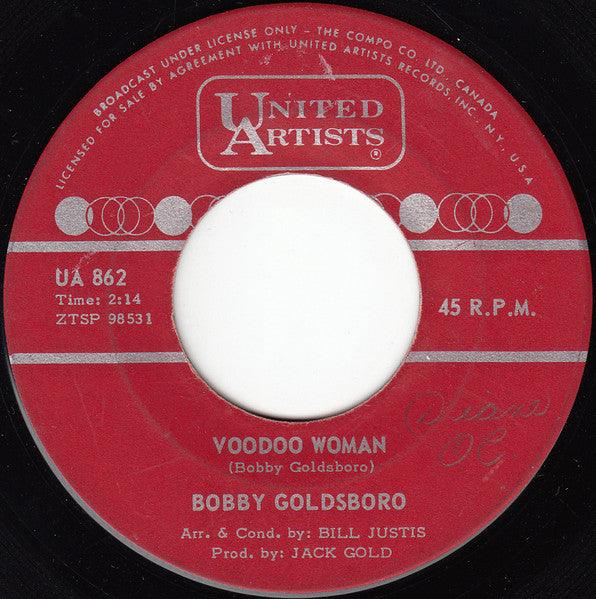 BROADCAST UNDER LICENSE ONLY - THE COMPO CO. LTD., CANADA
LICENSED FOR SALE BY AGREEMENT WITH UNITED ARTISTS RECORDS, INC., N.Y., U.S.A
UNITED
ARTISTS
®
UA 862
Time: 2:14
ZTSP 98531
45 R.P.M.
Diane
VOODOO WOMAN
(Bobby Goldsboro)
BOBBY GOLDSBORO
Arr. & Cond. by: BILL JUSTIS
Prod. by: JACK GOLD